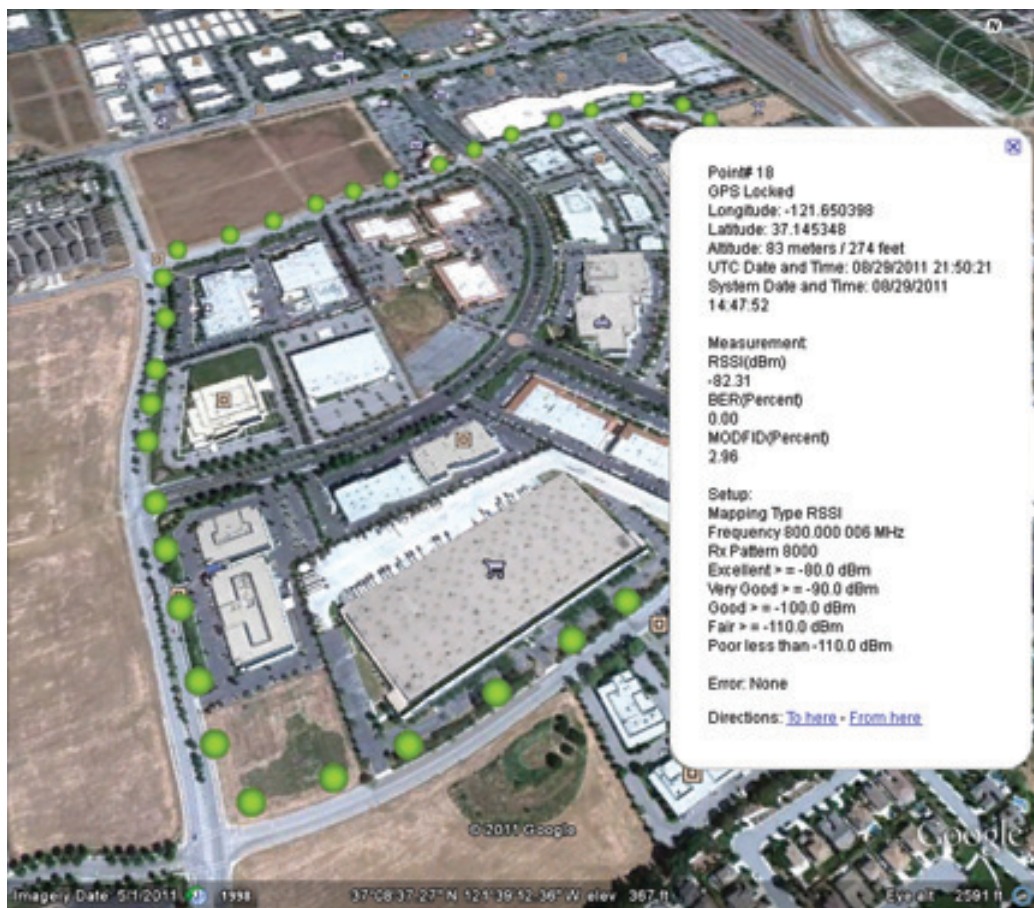 N
Point# 18
GPS Locked
Longitude: -121.650398
Latitude: 37.145348
Altitude: 83 meters / 274 feet
UTC Date and Time: 08/29/2011 21:50:21
System Date and Time: 08/29/2011
14:47:52
Measurement:
RSSI(dBm)
-82.31
BER(Percent)
0.00
MODFID(Percent)
2.96
Setup:
Mapping Type RSSI
Frequency 800.000 006 MHz
Rx Pattern 8000
Excellent > = -80.0 dBm
Very Good > = -90.0 dBm
Good > = -100.0 dBm
Fair > = -110.0 dBm
Poor less than -110.0 dBm
Error: None
Directions: To here - From here
© 2011 Google
Google
Imagery Date: 5/1/2011 1998 37°08'37.27" N 121°39'12.36" W elev 367 ft Eye alt 2591 ft